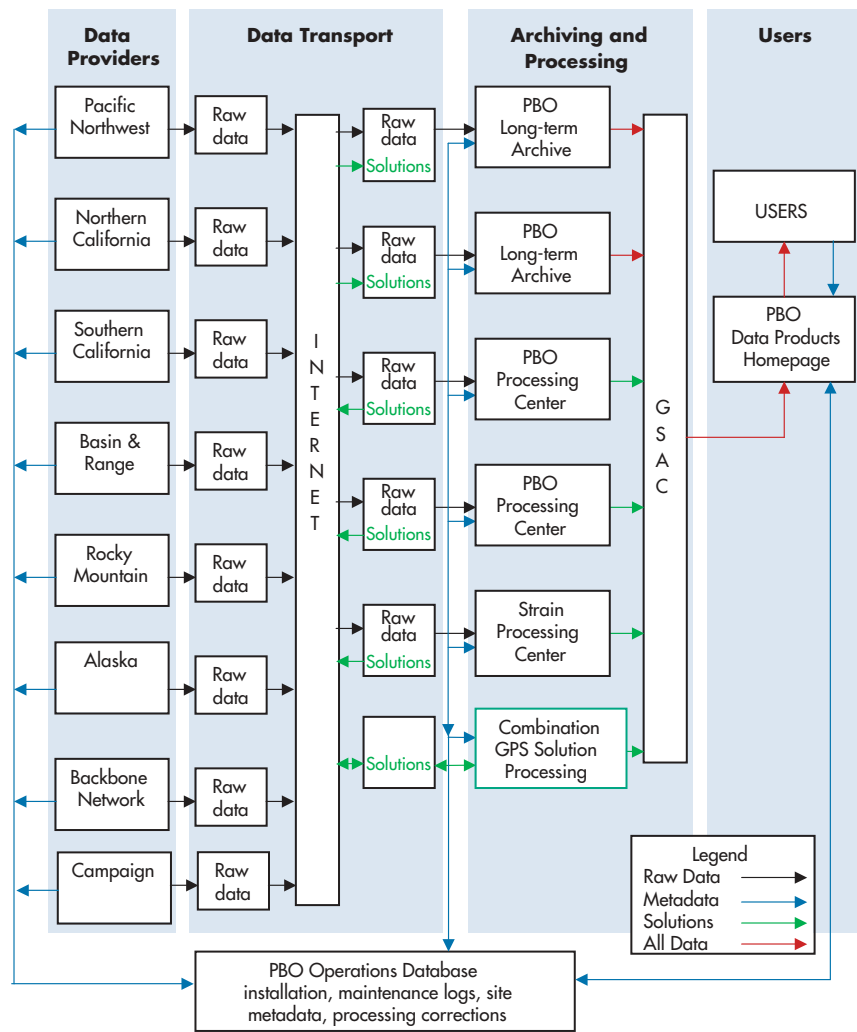 Data
Providers
Data Transport
Archiving and
Processing
Users
Pacific
Northwest
Raw
data
Raw
data
Solutions
PBO
Long-term
Archive
Northern
California
Raw
data
Raw
data
Solutions
PBO
Long-term
Archive
USERS
Southern
California
Raw
data
Raw
data
Solutions
PBO
Processing
Center
PBO
Data Products
Homepage
I
N
T
E
R
N
E
T
G
S
A
C
Basin &
Range
Raw
data
Raw
data
Solutions
PBO
Processing
Center
Rocky
Mountain
Raw
data
Raw
data
Solutions
Strain
Processing
Center
Alaska
Raw
data
Solutions
Combination
GPS Solution
Processing
Backbone
Network
Raw
data
Campaign
Raw
data
Legend
Raw Data
Metadata
Solutions
All Data
PBO Operations Database
installation, maintenance logs, site
metadata, processing corrections